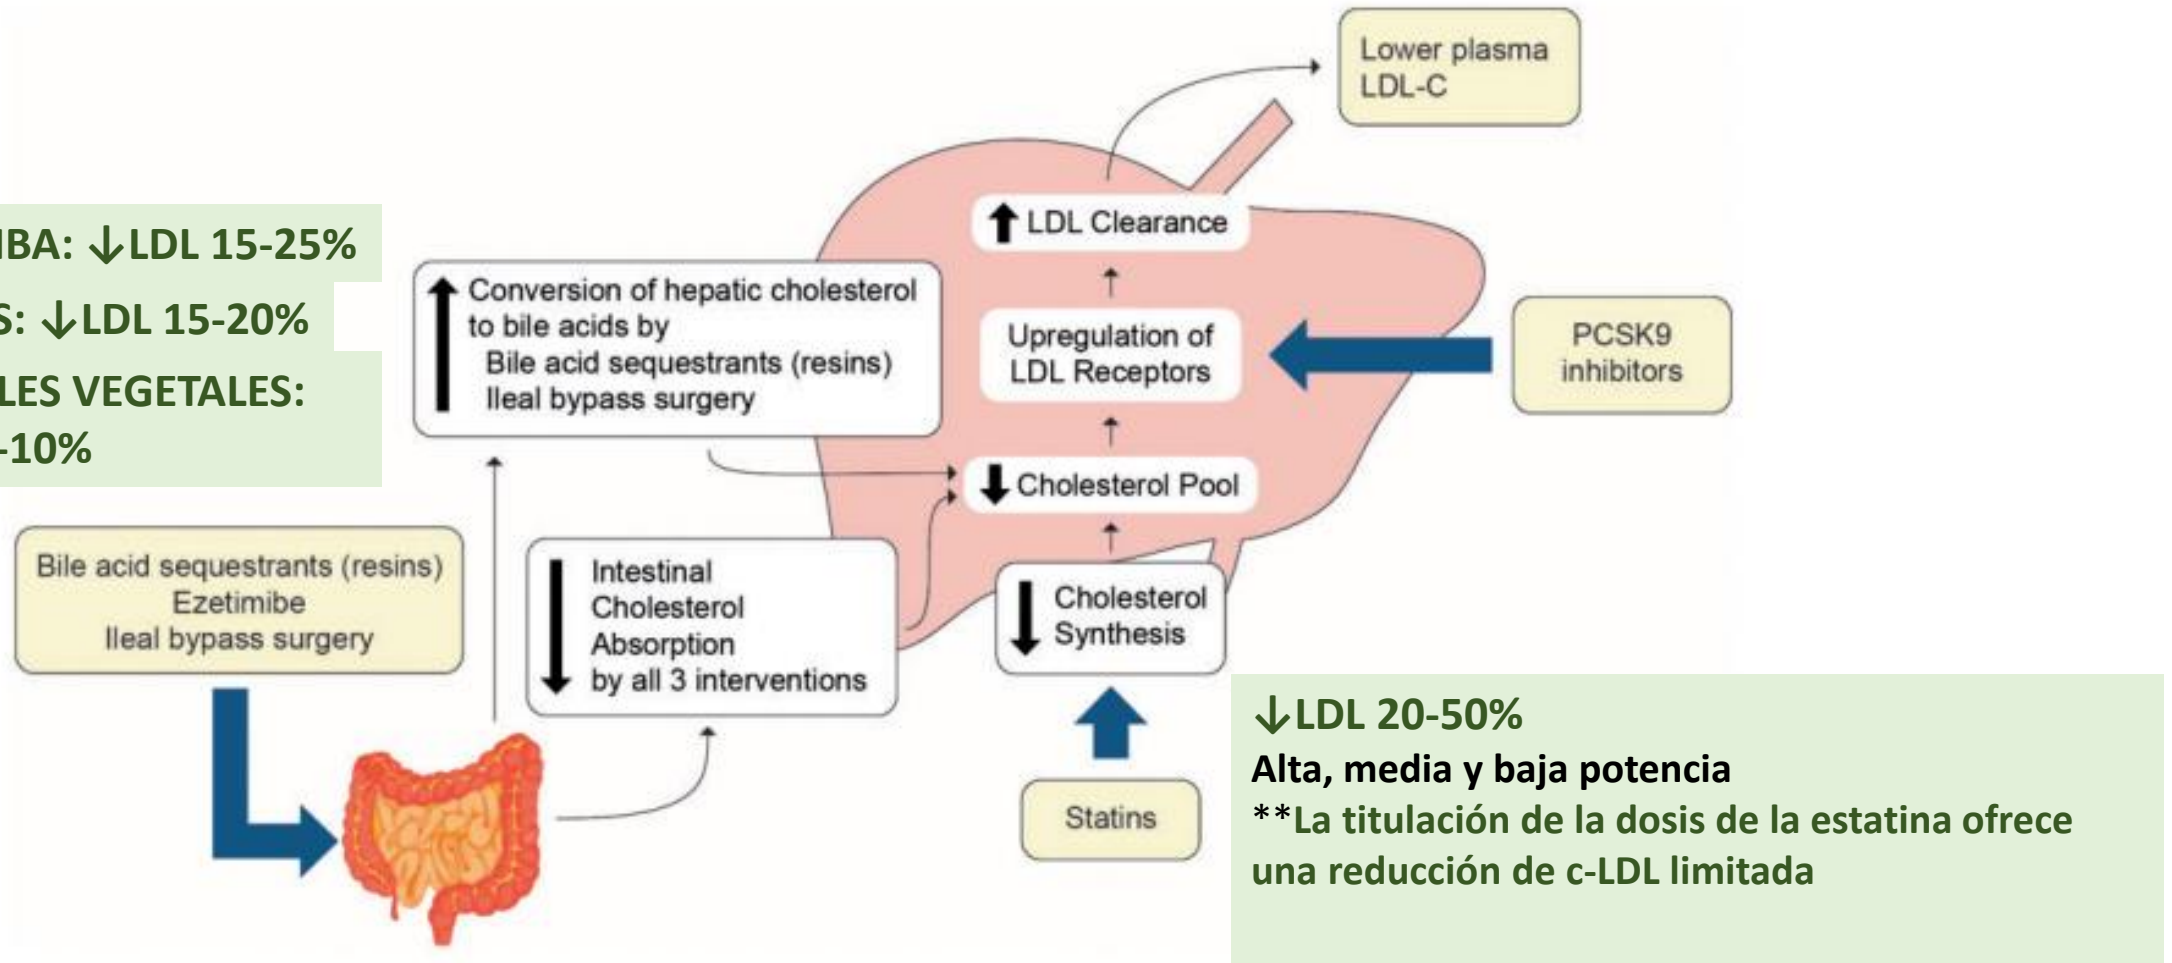 Lower plasma
LDL-C
↑ LDL Clearance
IBA: ↓LDL 15-25%
S: ↓LDL 15-20%
LES VEGETALES:
-10%
Conversion of hepatic cholesterol
to bile acids by
Bile acid sequestrants (resins)
Ileal bypass surgery
Upregulation of
LDL Receptors
PCSK9
inhibitors
↓ Cholesterol Pool
Bile acid sequestrants (resins)
Ezetimibe
Ileal bypass surgery
Intestinal
Cholesterol
Absorption
by all 3 interventions
Cholesterol
Synthesis
Statins
↓LDL 20-50%
Alta, media y baja potencia
**La titulación de la dosis de la estatina ofrece
una reducción de c-LDL limitada